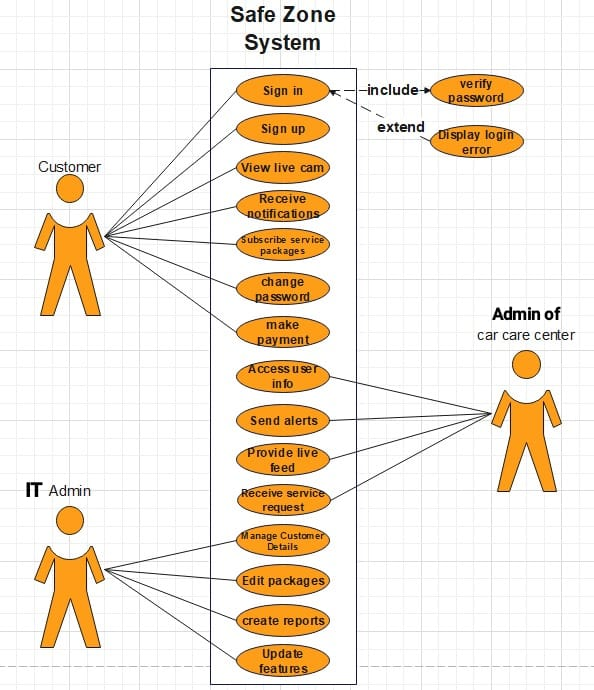 Safe Zone
System
Sign in
include
verify
password
extend
Display login
error
Sign up
Customer
View live cam
Receive
notifications
Subscribe service
packages
change
password
make
payment
Admin of
car care center
Access user
info
Send alerts
Provide live
feed
IT Admin
Receive service
request
Manage Customer
Details
Edit packages
create reports
Update
features